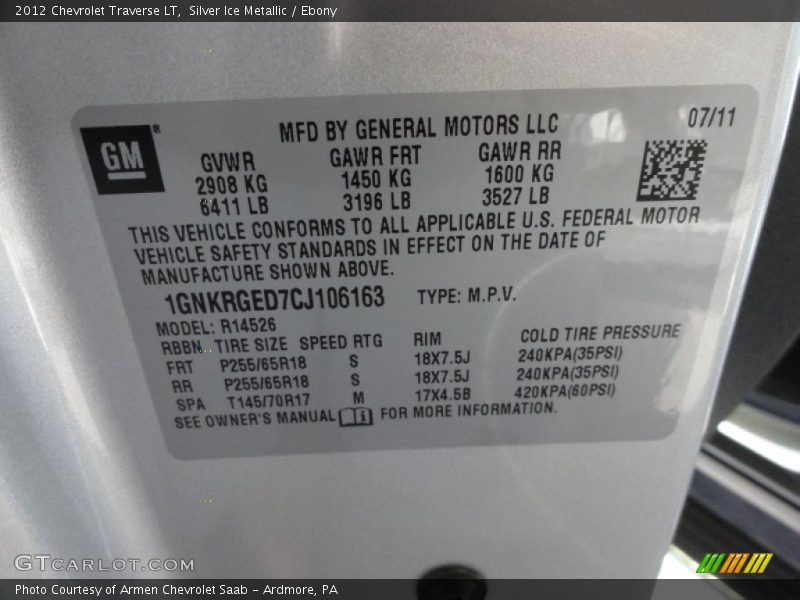 2012 Chevrolet Traverse LT,  Silver Ice Metallic / Ebony
GM®
MFD BY GENERAL MOTORS LLC
07/11
GVWR GAWR FRT GAWR RR
2908 KG 1450 KG 1600 KG
6411 LB 3196 LB 3527 LB
THIS VEHICLE CONFORMS TO ALL APPLICABLE U.S. FEDERAL MOTOR
VEHICLE SAFETY STANDARDS IN EFFECT ON THE DATE OF
MANUFACTURE SHOWN ABOVE.
1GNKRGED7CJ106163 TYPE: M.P.V.
MODEL: R14526
RBBN TIRE SIZE SPEED RTG RIM COLD TIRE PRESSURE
FRT P255/65R18 S 18X7.5J 240KPA(35PSI)
RR P255/65R18 S 18X7.5J 240KPA(35PSI)
SPA T145/70R17 M 17X4.5B 420KPA(60PSI)
SEE OWNER'S MANUAL FOR MORE INFORMATION.
GTCARLOT.COM
Photo Courtesy of Armen Chevrolet Saab - Ardmore, PA